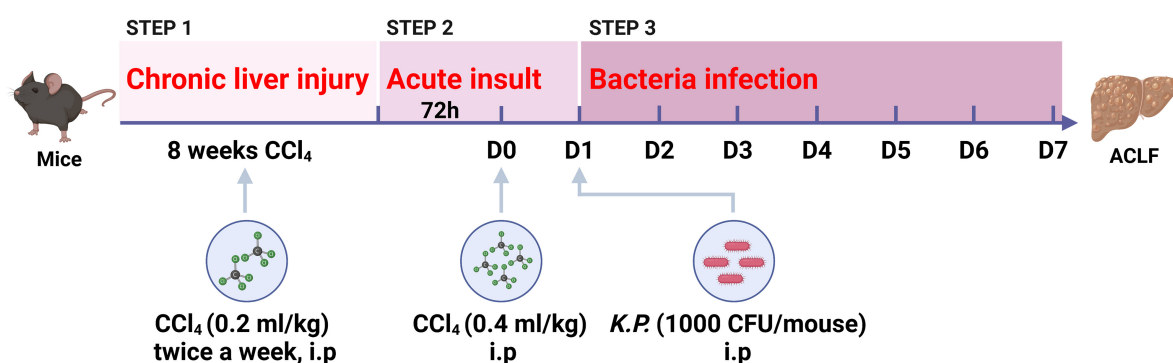 STEP 1
STEP 2
STEP 3
Chronic liver injury
Acute insult
Bacteria infection
72h
Mice
8 weeks CCl₄
D0
D1
D2
D3
D4
D5
D6
D7
ACLF
CCl₄ (0.2 ml/kg)
twice a week, i.p
CCl₄ (0.4 ml/kg)
i.p
K.P. (1000 CFU/mouse)
i.p